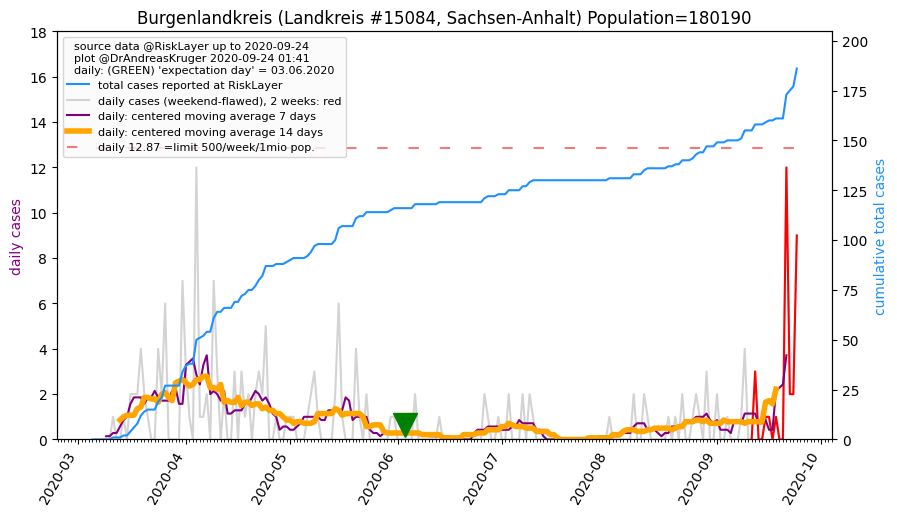 Burgenlandkreis (Landkreis #15084, Sachsen-Anhalt) Population=180190
source data @RiskLayer up to 2020-09-24
plot @DrAndreasKruger 2020-09-24 01:41
daily: (GREEN) 'expectation day' = 03.06.2020
total cases reported at RiskLayer
daily cases (weekend-flawed), 2 weeks: red
daily: centered moving average 7 days
daily: centered moving average 14 days
daily 12.87 =limit 500/week/1mio pop.
daily cases
18
16
14
12
10
8
6
4
2
0
200
175
150
125
100
75
50
25
0
cumulative total cases
2020-03
2020-04
2020-05
2020-06
2020-07
2020-08
2020-09
2020-10